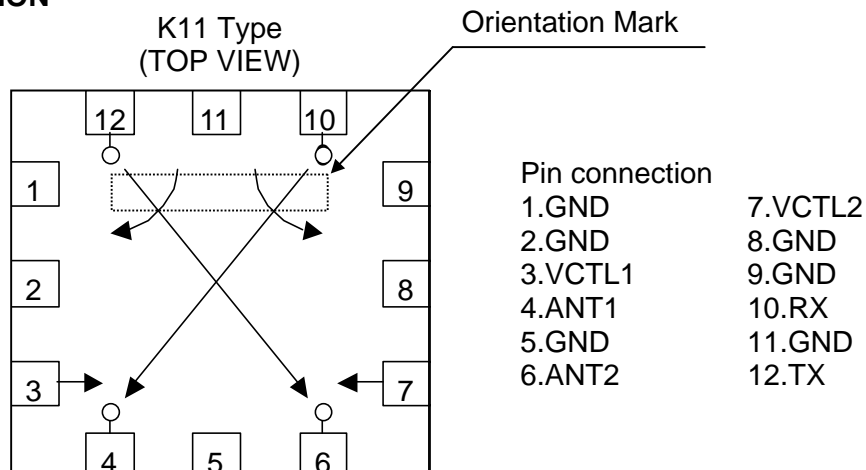 K11 Type
(TOP VIEW)
Orientation Mark
12 11 10
1 9
2 8
3 7
4 5 6
Pin connection
1.GND 7.VCTL2
2.GND 8.GND
3.VCTL1 9.GND
4.ANT1 10.RX
5.GND 11.GND
6.ANT2 12.TX